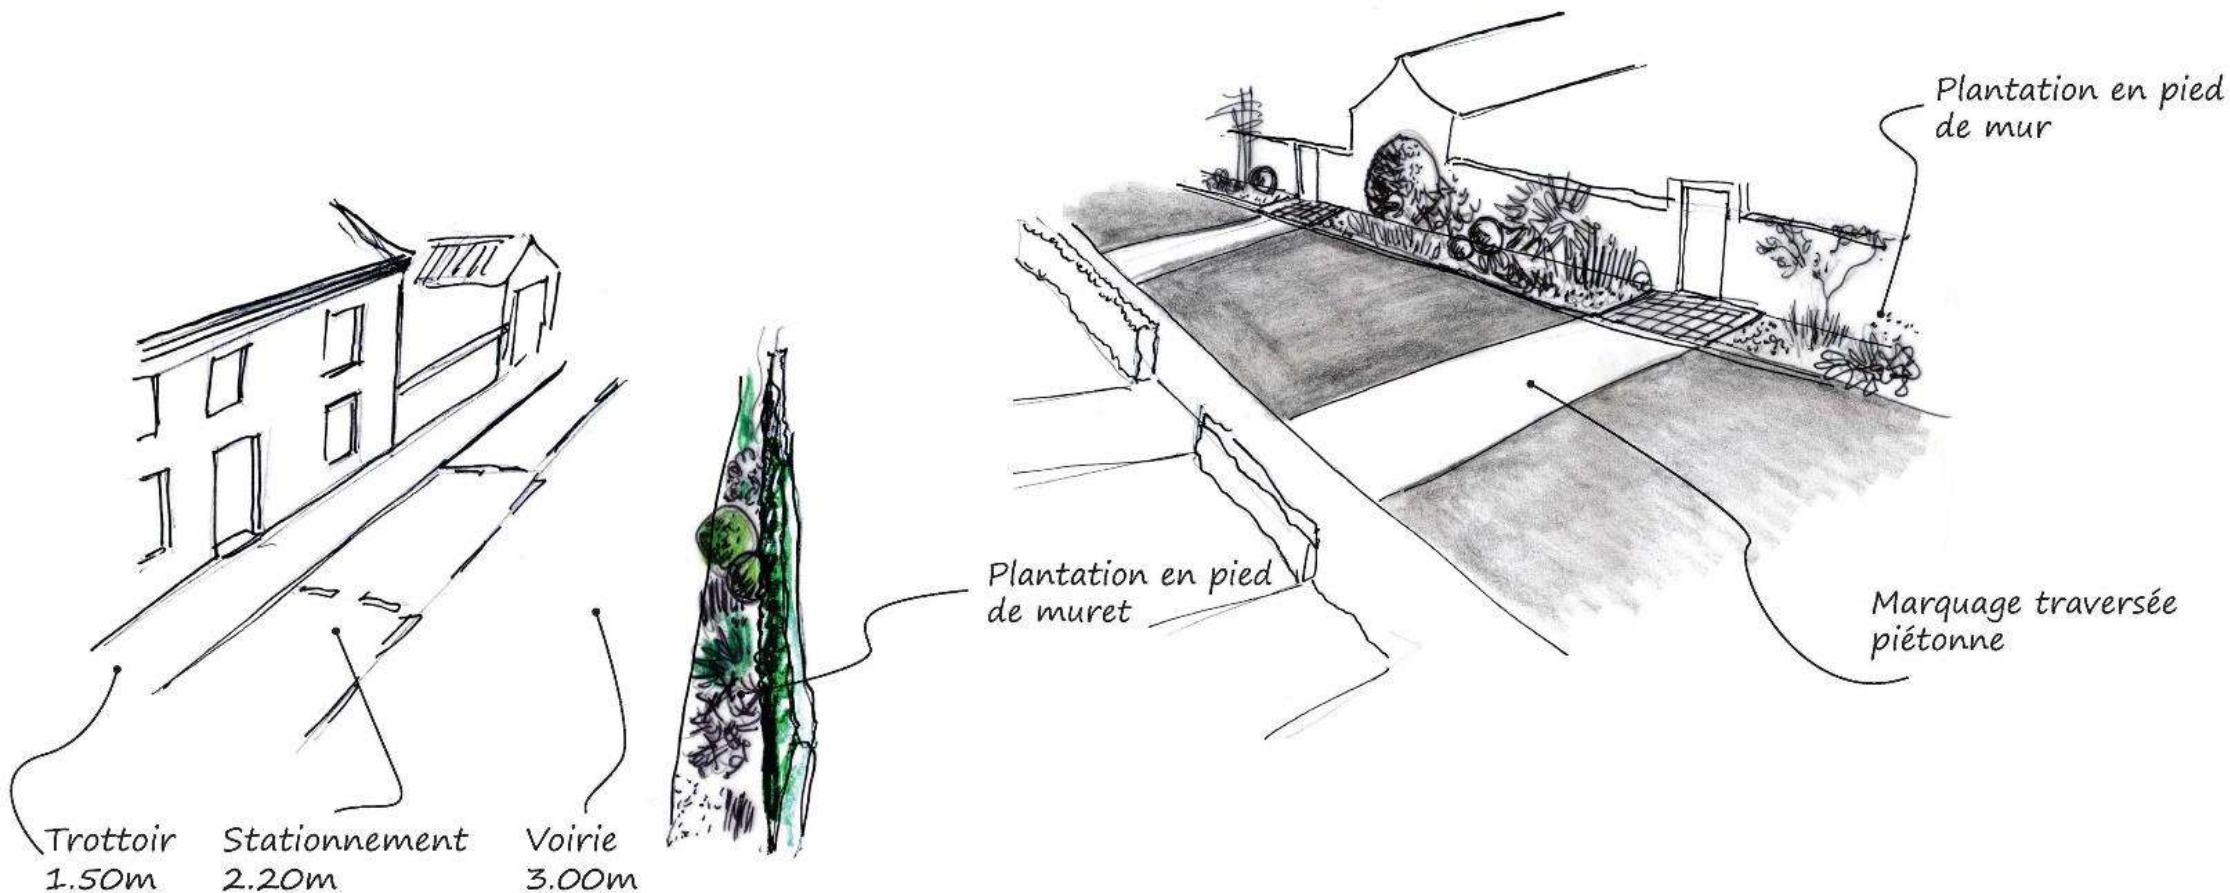 Plantation en pied
de mur
Plantation en pied
de muret
Marquage traversée
piétonne
Trottoir
1.50m
Stationnement
2.20m
Voirie
3.00m